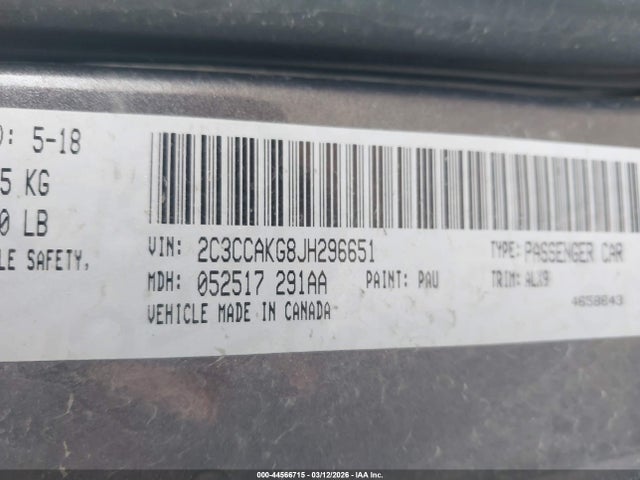 D: 5-18
5 KG
0 LB
LE SAFETY,
VIN: 2C3CCAKG8JH296651 TYPE: PASSENGER CAR
MDH: 052517 291AA PAINT: PAU TRIM: ALX9
VEHICLE MADE IN CANADA 4658643
000-44566715 - 03/12/2026 - IAA Inc.